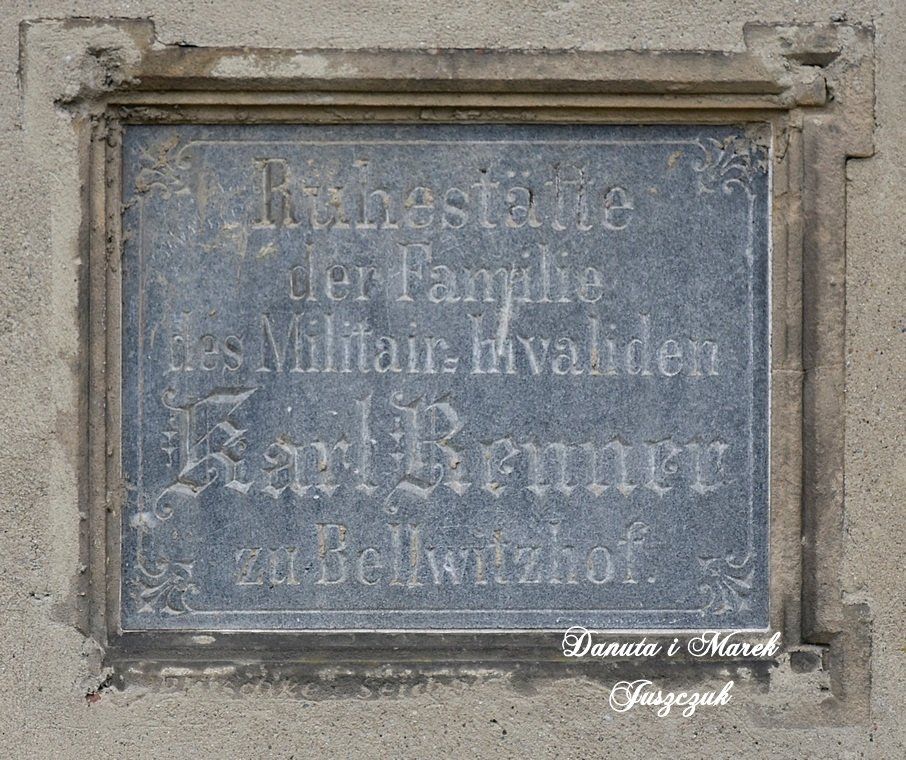 Ruhestätte
der Familie
des Militair-Invaliden
Karl Renner
zu Bellwitzhof.
Danuta i Marek
Juszczuk